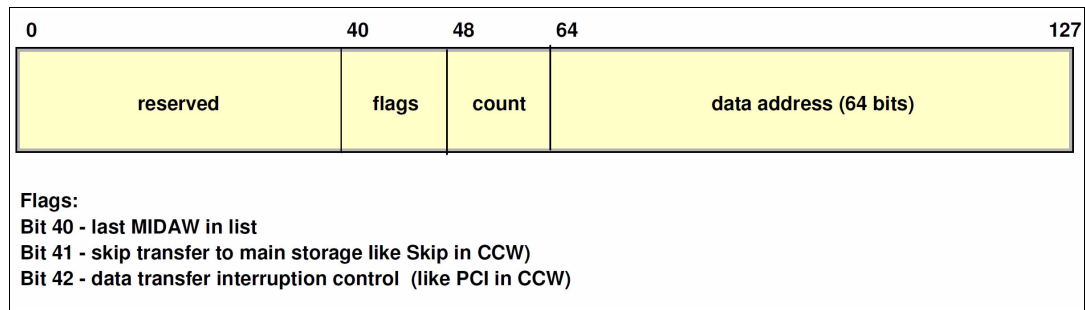 0 40 48 64 127
reserved flags count data address (64 bits)
Flags:
Bit 40 - last MIDAW in list
Bit 41 - skip transfer to main storage like Skip in CCW)
Bit 42 - data transfer interruption control (like PCI in CCW)